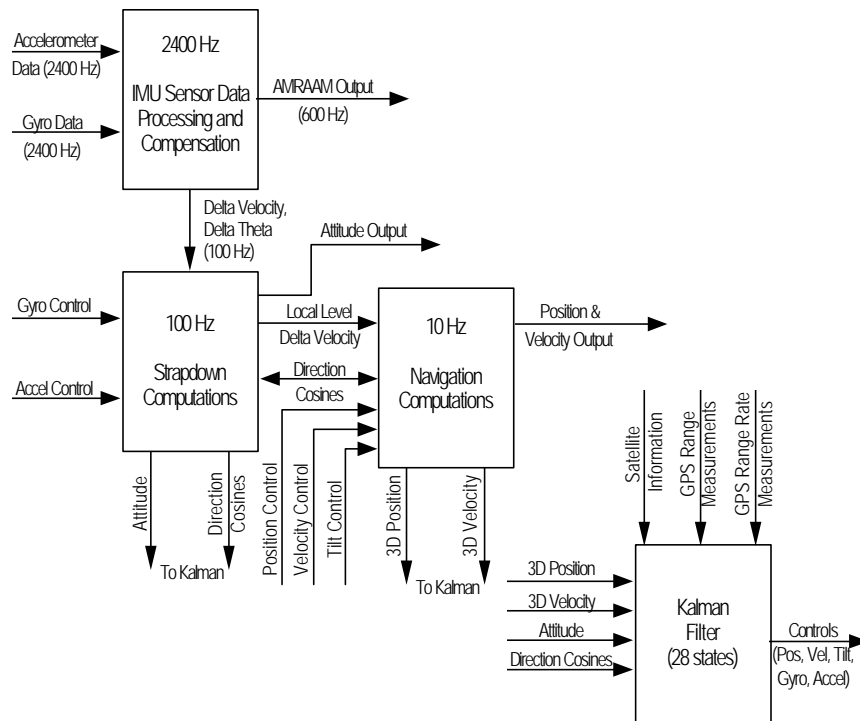 Accelerometer
Data (2400 Hz)
Gyro Data
(2400 Hz)
2400 Hz
IMU Sensor Data
Processing and
Compensation
AMRAAM Output
(600 Hz)
Delta Velocity,
Delta Theta
(100 Hz)
Attitude Output
Gyro Control
Accel Control
100 Hz
Strapdown
Computations
Local Level
Delta Velocity
Direction
Cosines
10 Hz
Navigation
Computations
Position &
Velocity Output
Attitude
Direction
Cosines
To Kalman
Position Control
Velocity Control
Tilt Control
3D Position
3D Velocity
To Kalman
Satellite
Information
GPS Range
Measurements
GPS Range Rate
Measurements
3D Position
3D Velocity
Attitude
Direction Cosines
Kalman
Filter
(28 states)
Controls
(Pos, Vel, Tilt,
Gyro, Accel)